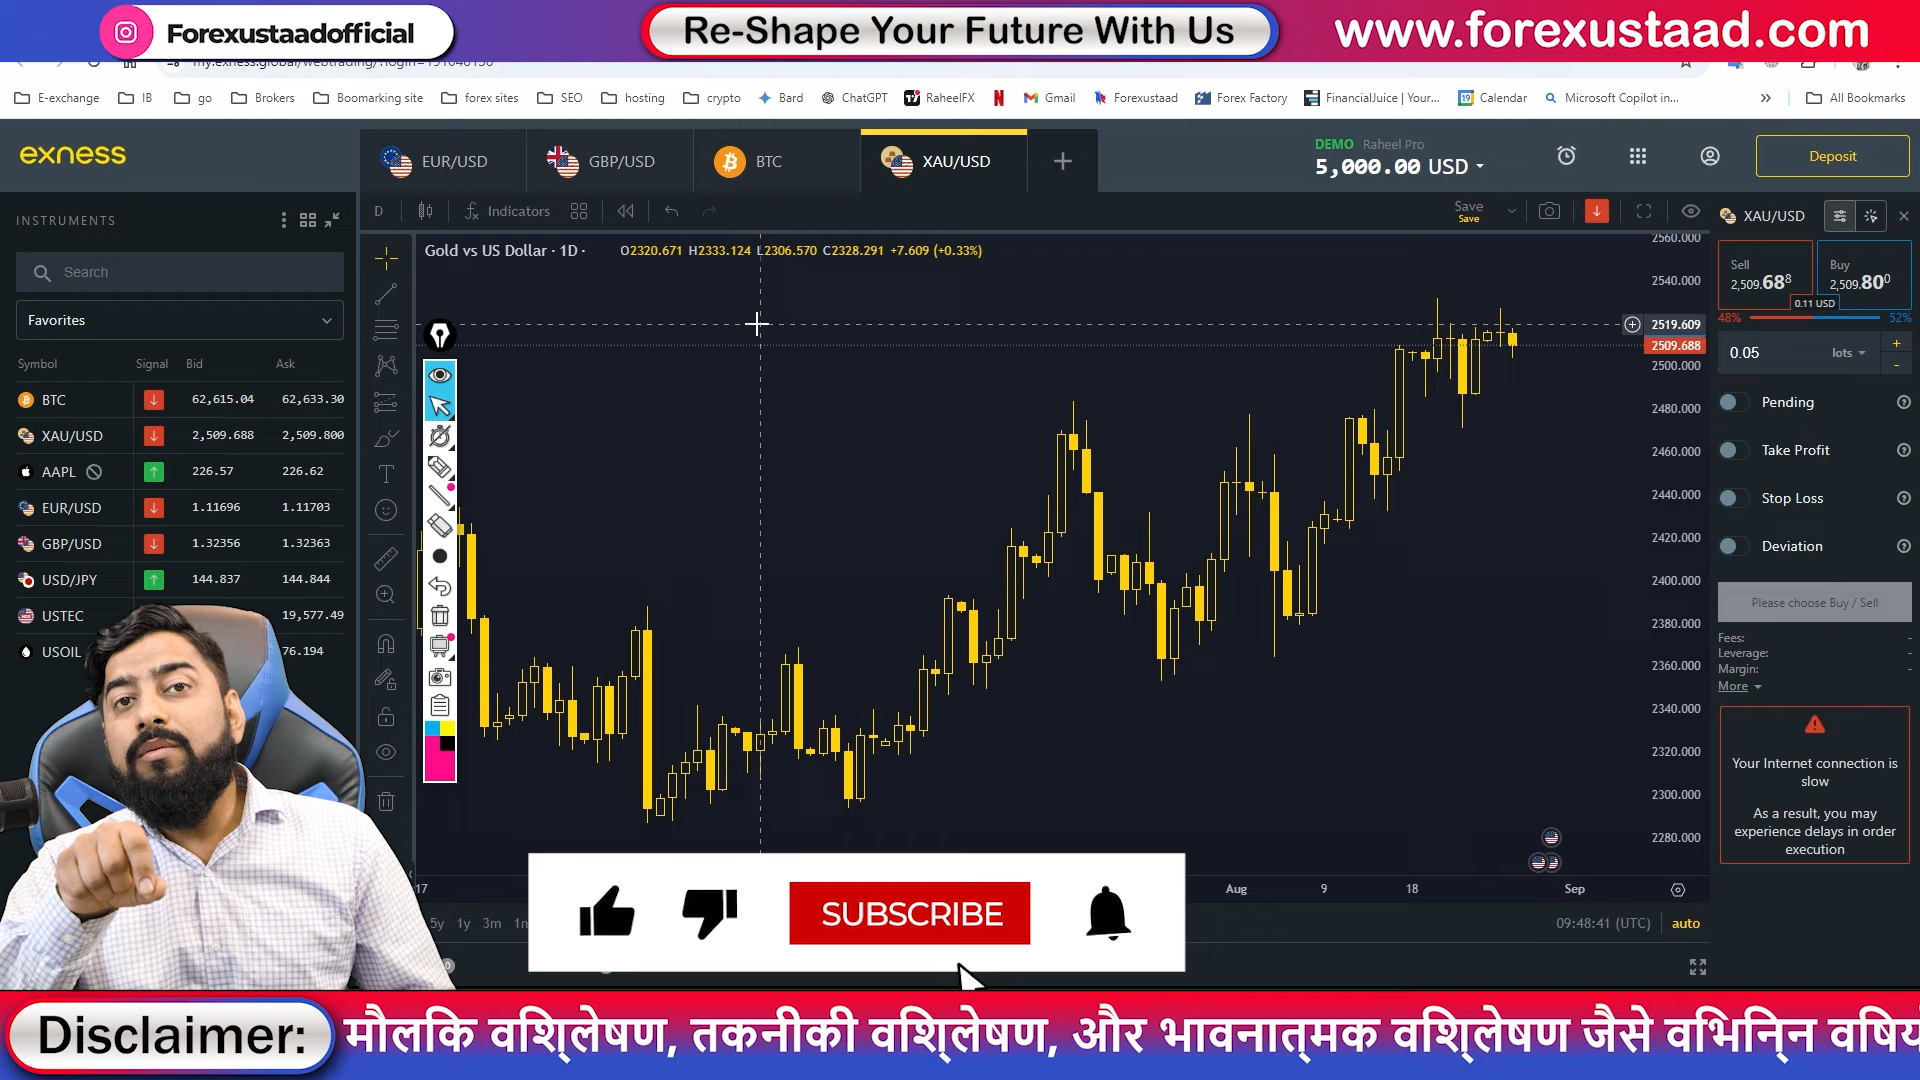 Forexustaadofficial
Re-Shape Your Future With Us
www.forexustaad.com
E-exchange IB go Brokers Boomarking site forex sites SEO hosting crypto Bard ChatGPT RaheelFX Gmail Forexustaad Forex Factory FinancialJuice | Your... Calendar Microsoft Copilot in... All Bookmarks
exness
EUR/USD GBP/USD BTC XAU/USD
DEMO Raheel Pro
5,000.00 USD
Deposit
INSTRUMENTS
Search
Favorites
Symbol Signal Bid Ask
BTC 62,615.04 62,633.30
XAU/USD 2,509.688 2,509.800
AAPL 226.57 226.62
EUR/USD 1.11696 1.11703
GBP/USD 1.32356 1.32363
USD/JPY 144.837 144.844
USTEC 19,577.49
USOIL 76.194
D Indicators
Save
Save
Gold vs US Dollar · 1D · O2320.671 H2333.124 L2306.570 C2328.291 +7.609 (+0.33%)
2560.000
2540.000
2519.609
2509.688
2500.000
2480.000
2460.000
2440.000
2420.000
2400.000
2380.000
2360.000
2340.000
2320.000
2300.000
2280.000
17 Aug 9 18 Sep
5y 1y 3m
09:48:41 (UTC) auto
XAU/USD
Sell Buy
2,509.688 2,509.800
0.11 USD
48% 52%
0.05 lots
Pending
Take Profit
Stop Loss
Deviation
Please choose Buy / Sell
Fees: -
Leverage: -
Margin: -
More
Your Internet connection is
slow
As a result, you may
experience delays in order
execution
SUBSCRIBE
Disclaimer:
मौलिक विश्लेषण, तकनीकी विश्लेषण, और भावनात्मक विश्लेषण जैसे विभिन्न